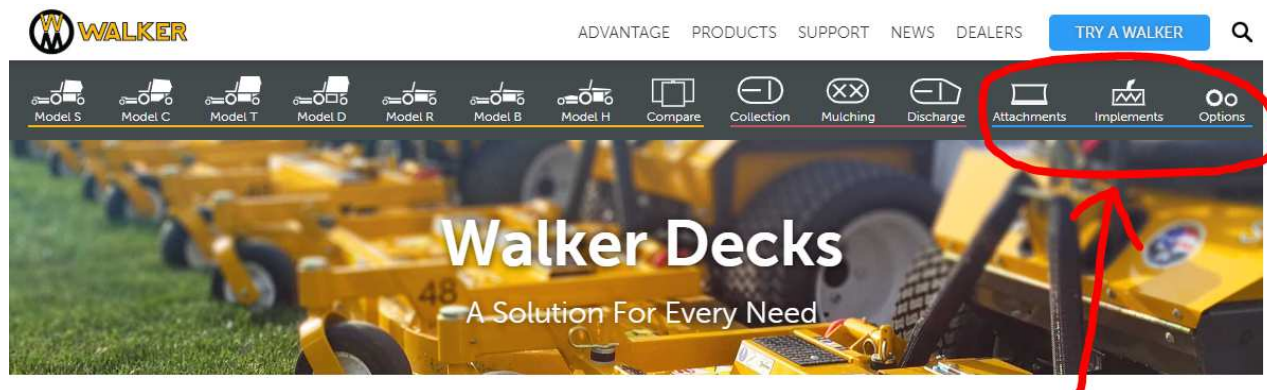 WALKER
ADVANTAGE PRODUCTS SUPPORT NEWS DEALERS TRY A WALKER
Model S Model C Model T Model D Model R Model B Model H Compare Collection Mulching Discharge Attachments Implements Options
Walker Decks
48
A Solution For Every Need